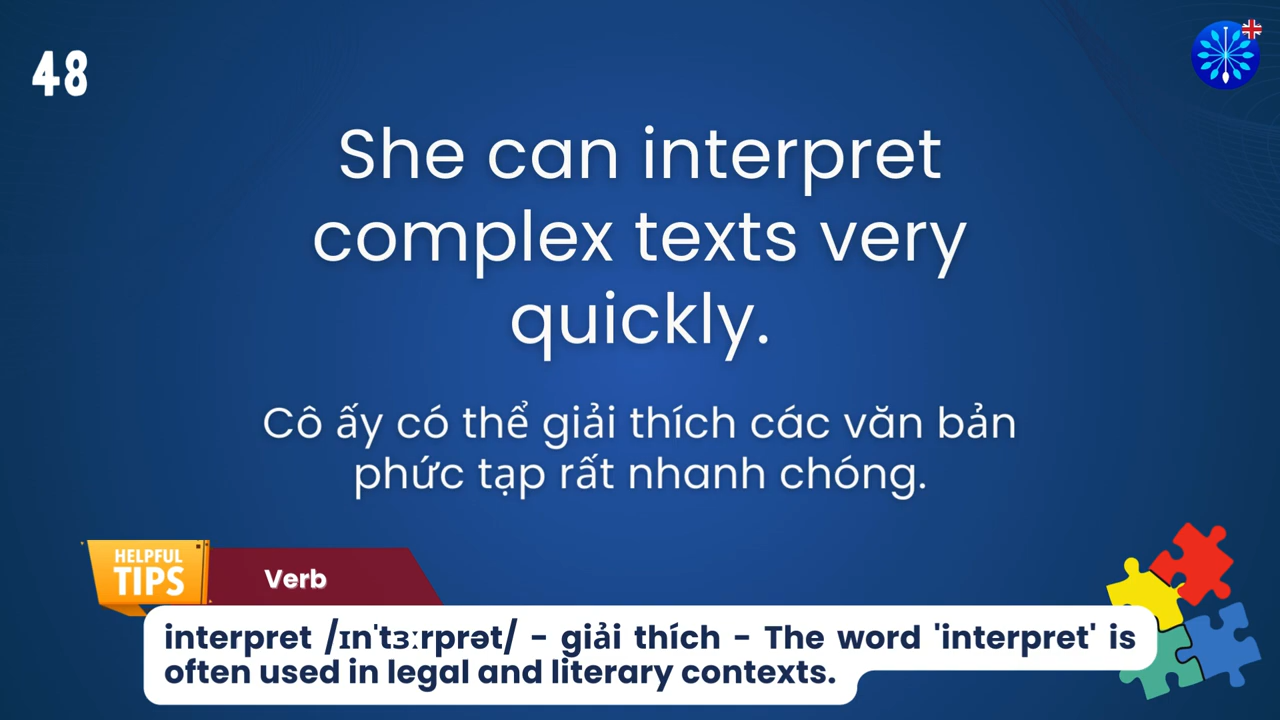 48
She can interpret
complex texts very
quickly.
Cô ấy có thể giải thích các văn bản
phức tạp rất nhanh chóng.
HELPFUL
TIPS
Verb
interpret /ɪnˈtɜːrprət/ - giải thích - The word 'interpret' is
often used in legal and literary contexts.